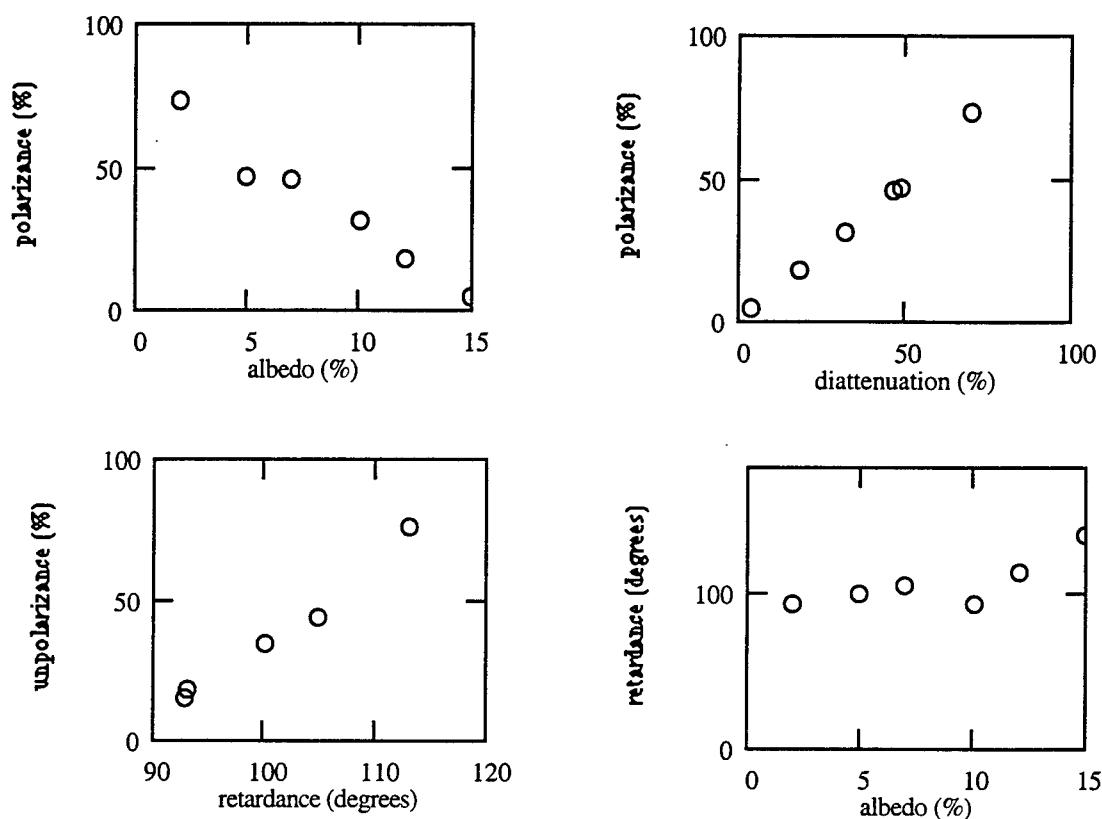 100
50
0
polarizance (%)
0 5 10 15
albedo (%)
100
50
0
polarizance (%)
0 50 100
diattenuation (%)
100
50
0
unpolarizance (%)
90 100 110 120
retardance (degrees)
100
0
retardance (degrees)
0 5 10 15
albedo (%)